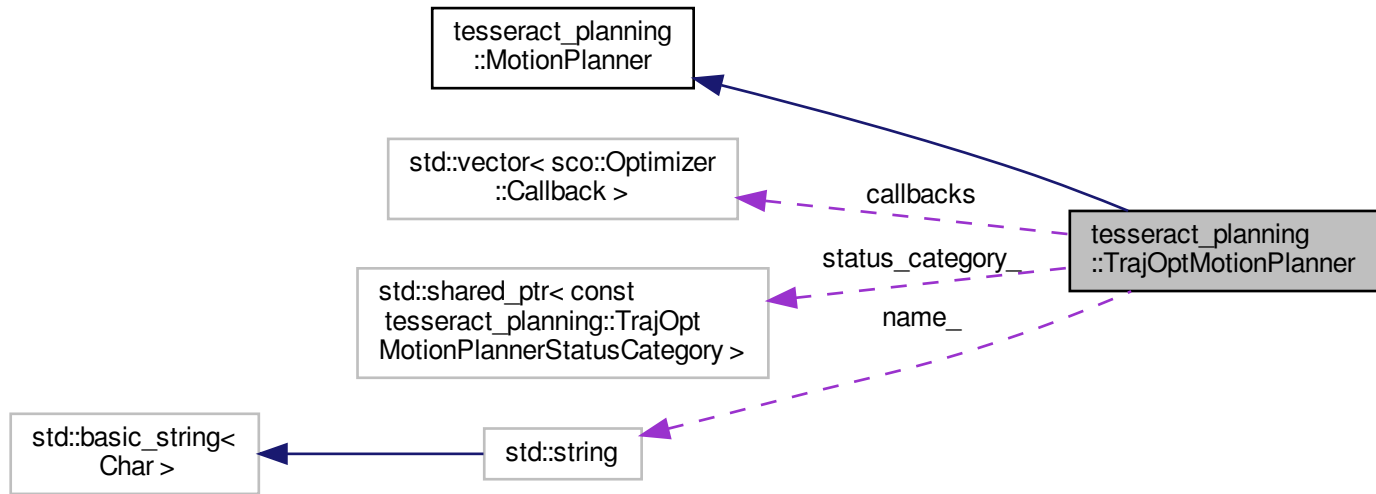 tesseract_planning
::MotionPlanner
std::vector< sco::Optimizer
::Callback >
callbacks
tesseract_planning
::TrajOptMotionPlanner
status_category_
std::shared_ptr< const
tesseract_planning::TrajOpt
MotionPlannerStatusCategory >
name_
std::basic_string<
Char >
std::string